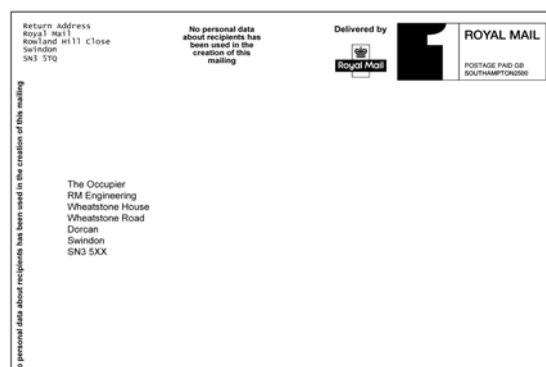 Return Address
Royal Mail
Rowland Hill Close
Swindon
SN3 5TQ
No personal data
about recipients has
been used in the
creation of this
mailing
Delivered by
Royal Mail
1
ROYAL MAIL
POSTAGE PAID GB
SOUTHAMPTON2500
No personal data about recipients has been used in the creation of this mailing
The Occupier
RM Engineering
Wheatstone House
Wheatstone Road
Dorcan
Swindon
SN3 5XX